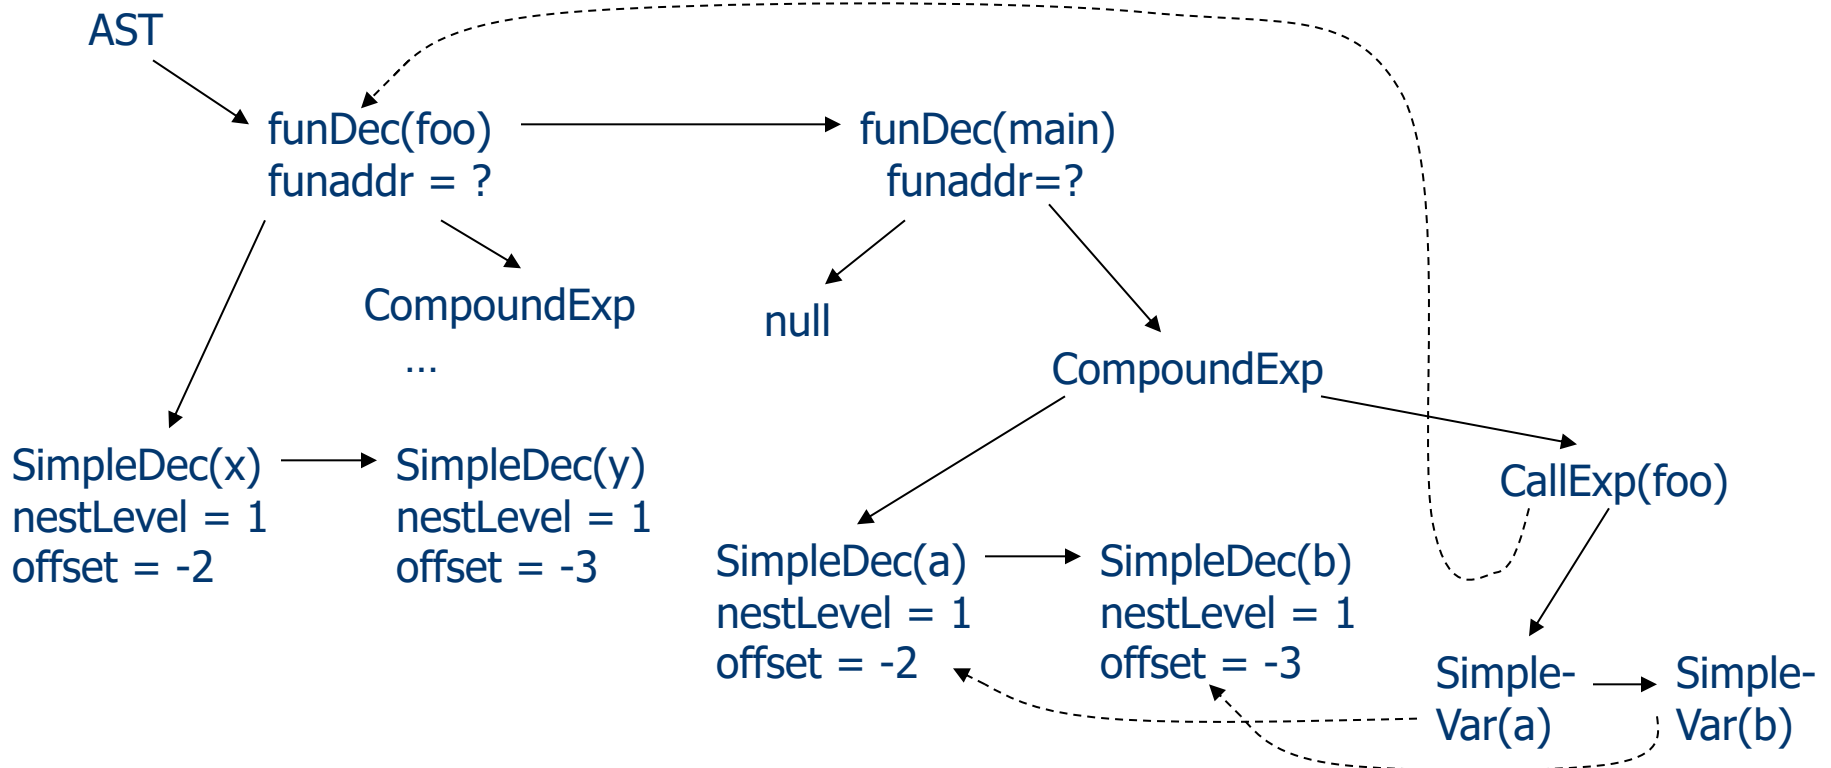 AST
funDec(foo)
funaddr = ?
funDec(main)
funaddr=?
CompoundExp
...
null
CompoundExp
SimpleDec(x)
nestLevel = 1
offset = -2
SimpleDec(y)
nestLevel = 1
offset = -3
CallExp(foo)
SimpleDec(a)
nestLevel = 1
offset = -2
SimpleDec(b)
nestLevel = 1
offset = -3
Simple-
Var(a)
Simple-
Var(b)